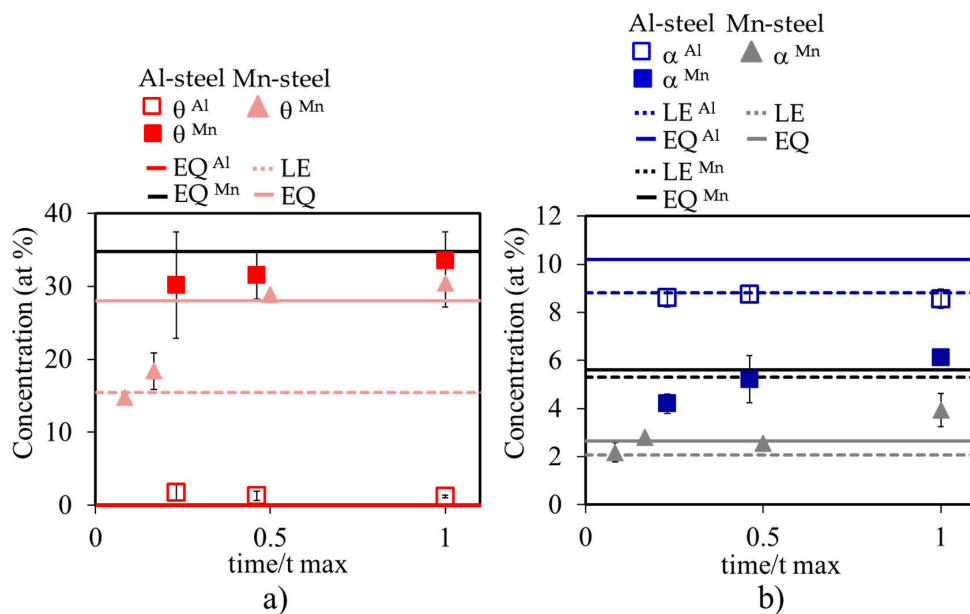 Al-steel Mn-steel
θ Al θ Mn
θ Mn
EQ Al LE
EQ Mn EQ
Concentration (at %)
40
30
20
10
0
0 0.5 1
time/t max
a)
Al-steel Mn-steel
α Al α Mn
α Mn
LE Al LE
EQ Al EQ
LE Mn
EQ Mn
Concentration (at %)
12
10
8
6
4
2
0
0 0.5 1
time/t max
b)